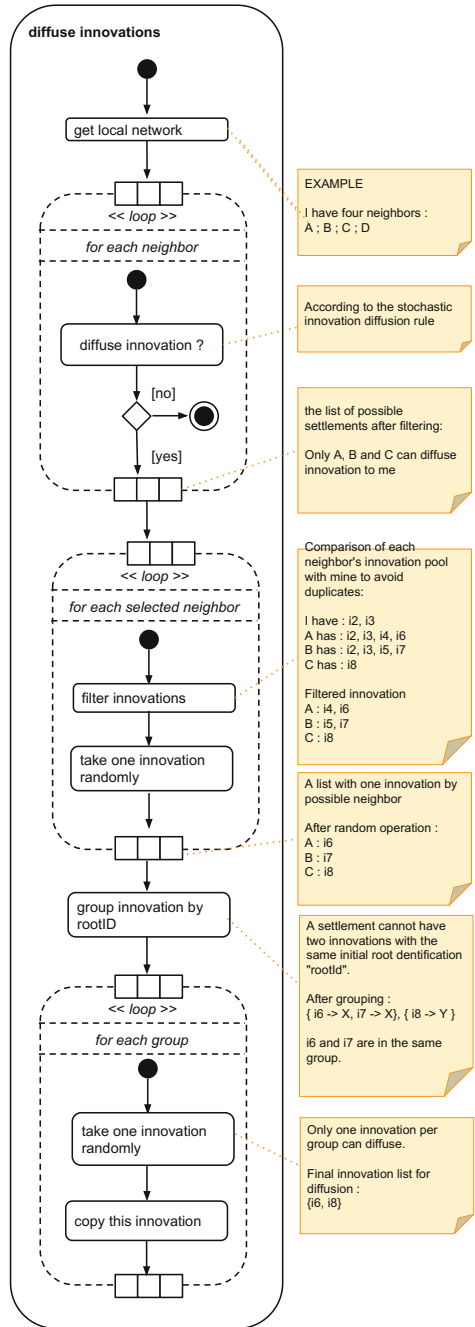 diffuse innovations
get local network
EXAMPLE
I have four neighbors :
A ; B ; C ; D
<< loop >>
for each neighbor
diffuse innovation ?
According to the stochastic
innovation diffusion rule
[no]
[yes]
the list of possible
settlements after filtering:
Only A, B and C can diffuse
innovation to me
<< loop >>
for each selected neighbor
filter innovations
take one innovation
randomly
Comparison of each
neighbor's innovation pool
with mine to avoid
duplicates:
I have : i2, i3
A has : i2, i3, i4, i6
B has : i2, i3, i5, i7
C has : i8
Filtered innovation
A : i4, i6
B : i5, i7
C : i8
A list with one innovation by
possible neighbor
After random operation :
A : i6
B : i7
C : i8
group innovation by
rootID
A settlement cannot have
two innovations with the
same initial root dentification
"rootId".
After grouping :
{ i6 -> X, i7 -> X}, { i8 -> Y }
i6 and i7 are in the same
group.
<< loop >>
for each group
take one innovation
randomly
copy this innovation
Only one innovation per
group can diffuse.
Final innovation list for
diffusion :
{i6, i8}